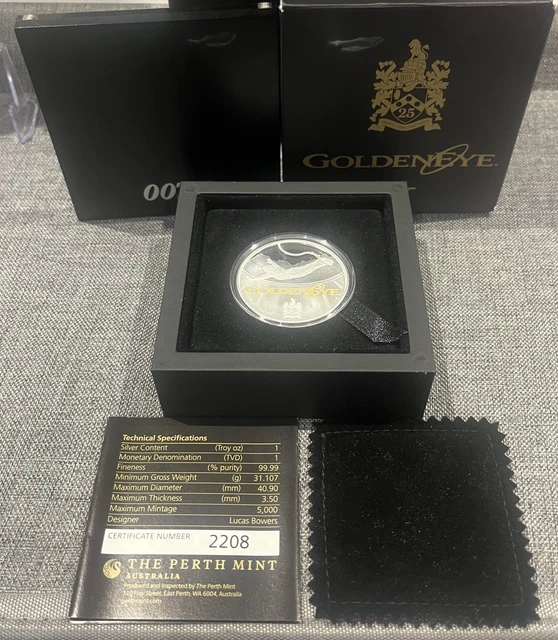 007
25
GOLDENEYE
GOLDENEYE
Technical Specifications
Silver Content (Troy oz) 1
Monetary Denomination (TVD) 1
Fineness (% purity) 99.99
Minimum Gross Weight (g) 31.107
Maximum Diameter (mm) 40.90
Maximum Thickness (mm) 3.50
Maximum Mintage 5,000
Designer Lucas Bowers
CERTIFICATE NUMBER 2208
THE PERTH MINT
AUSTRALIA
Produced and Inspected by The Perth Mint
310 Hay Street, East Perth, WA 6004, Australia
perthmint.com